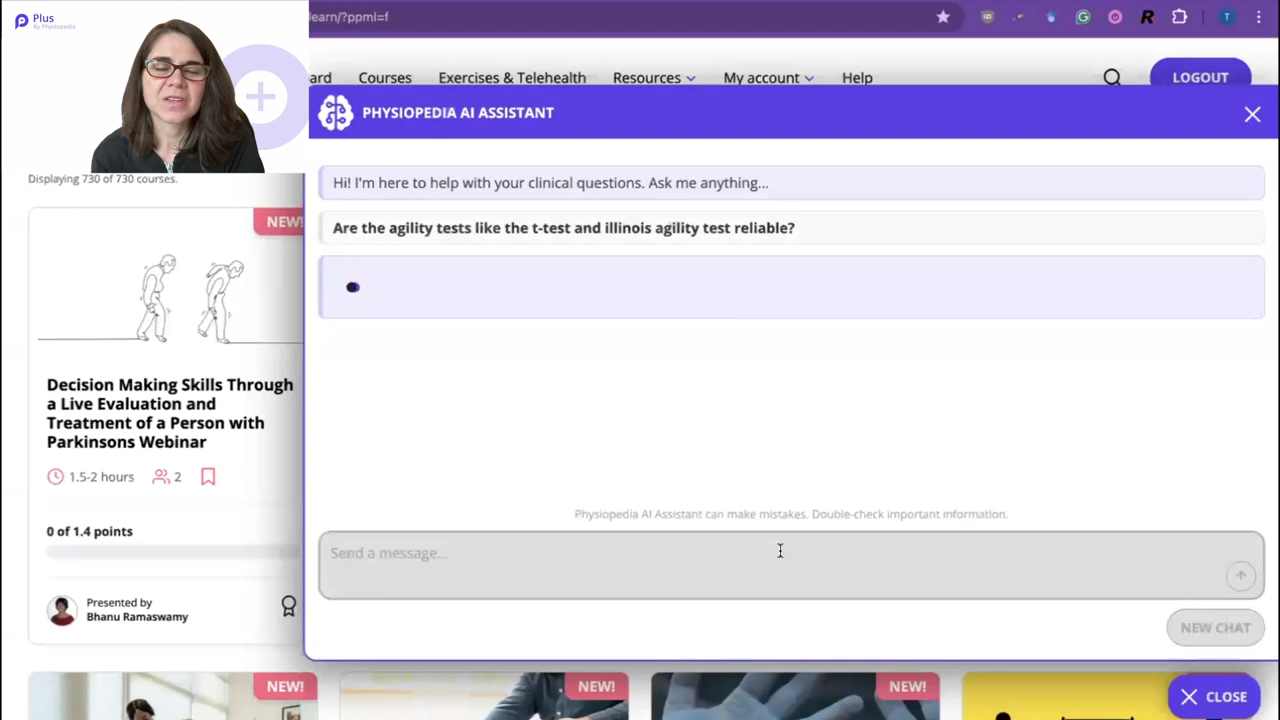 Plus
By Physiopedia
learn/?ppml=f
ard
Courses
Exercises & Telehealth
Resources
My account
Help
LOGOUT
PHYSIOPEDIA AI ASSISTANT
Hi! I'm here to help with your clinical questions. Ask me anything...
Are the agility tests like the t-test and illinois agility test reliable?
Physiopedia AI Assistant can make mistakes. Double-check important information.
Send a message...
NEW CHAT
Displaying 730 of 730 courses.
NEW!
Decision Making Skills Through
a Live Evaluation and
Treatment of a Person with
Parkinsons Webinar
1.5-2 hours
2
0 of 1.4 points
Presented by
Bhanu Ramaswamy
NEW!
NEW!
NEW!
CLOSE